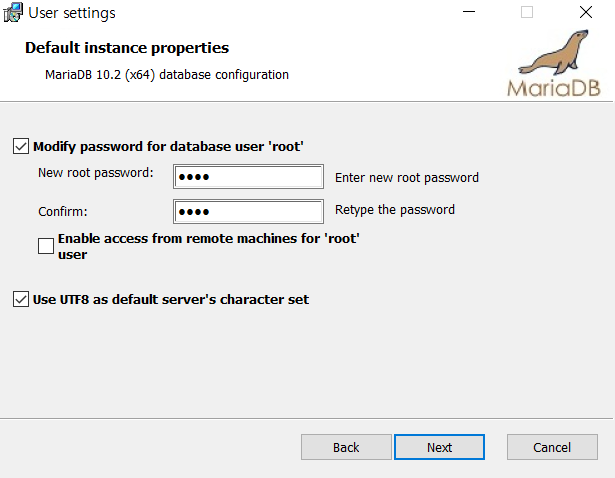 User settings
Default instance properties
MariaDB 10.2 (x64) database configuration
MariaDB
Modify password for database user 'root'
New root password:
●●●●
Enter new root password
Confirm:
●●●●
Retype the password
Enable access from remote machines for 'root'
user
Use UTF8 as default server's character set
Back
Next
Cancel